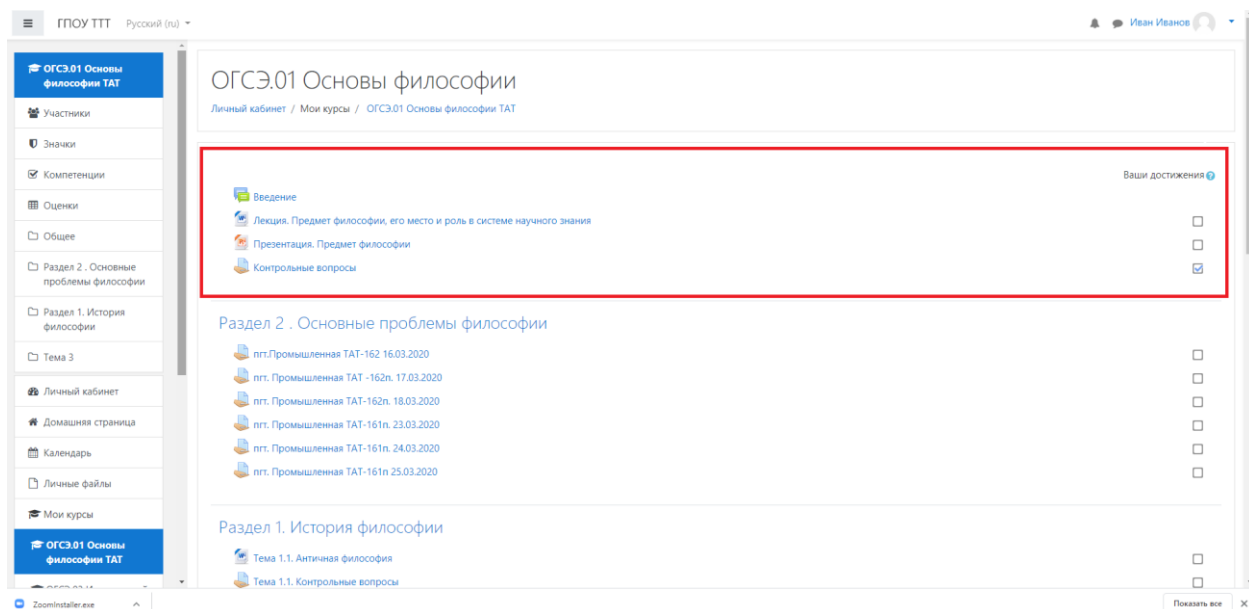 ГПОУ ТТТ Русский (ru)
Иван Иванов
ОГСЭ.01 Основы
философии ТАТ
Участники
Значки
Компетенции
Оценки
Общее
Раздел 2 . Основные
проблемы философии
Раздел 1. История
философии
Тема 3
Личный кабинет
Домашняя страница
Календарь
Личные файлы
Мои курсы
ОГСЭ.01 Основы
философии ТАТ
ОГСЭ.01 Основы философии
Личный кабинет / Мои курсы / ОГСЭ.01 Основы философии ТАТ
Ваши достижения
Введение
Лекция. Предмет философии, его место и роль в системе научного знания
Презентация. Предмет философии
Контрольные вопросы
Раздел 2 . Основные проблемы философии
пгт.Промышленная ТАТ-162 16.03.2020
пгт. Промышленная ТАТ -162п. 17.03.2020
пгт. Промышленная ТАТ-162п. 18.03.2020
пгт. Промышленная ТАТ-161п. 23.03.2020
пгт. Промышленная ТАТ-161п. 24.03.2020
пгт. Промышленная ТАТ-161п 25.03.2020
Раздел 1. История философии
Тема 1.1. Античная философия
Тема 1.1. Контрольные вопросы
ZoomInstaller.exe
Показать все